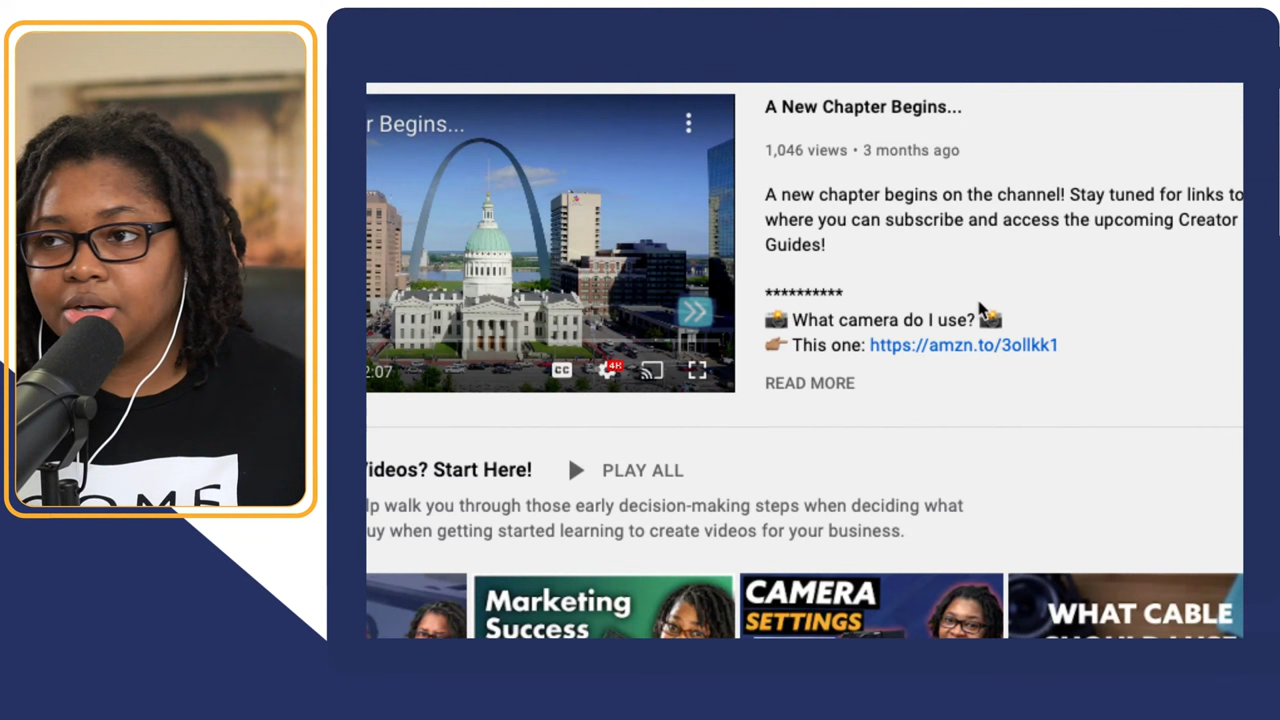 r Begins...
A New Chapter Begins...
1,046 views • 3 months ago
A new chapter begins on the channel! Stay tuned for links to
where you can subscribe and access the upcoming Creator
Guides!
**********
📸 What camera do I use? 📸
👉🏽 This one: https://amzn.to/3ollkk1
READ MORE
2:07
CC
4K
Videos? Start Here!
PLAY ALL
lp walk you through those early decision-making steps when deciding what
uy when getting started learning to create videos for your business.
Marketing
Success
CAMERA
SETTINGS
WHAT CABLE